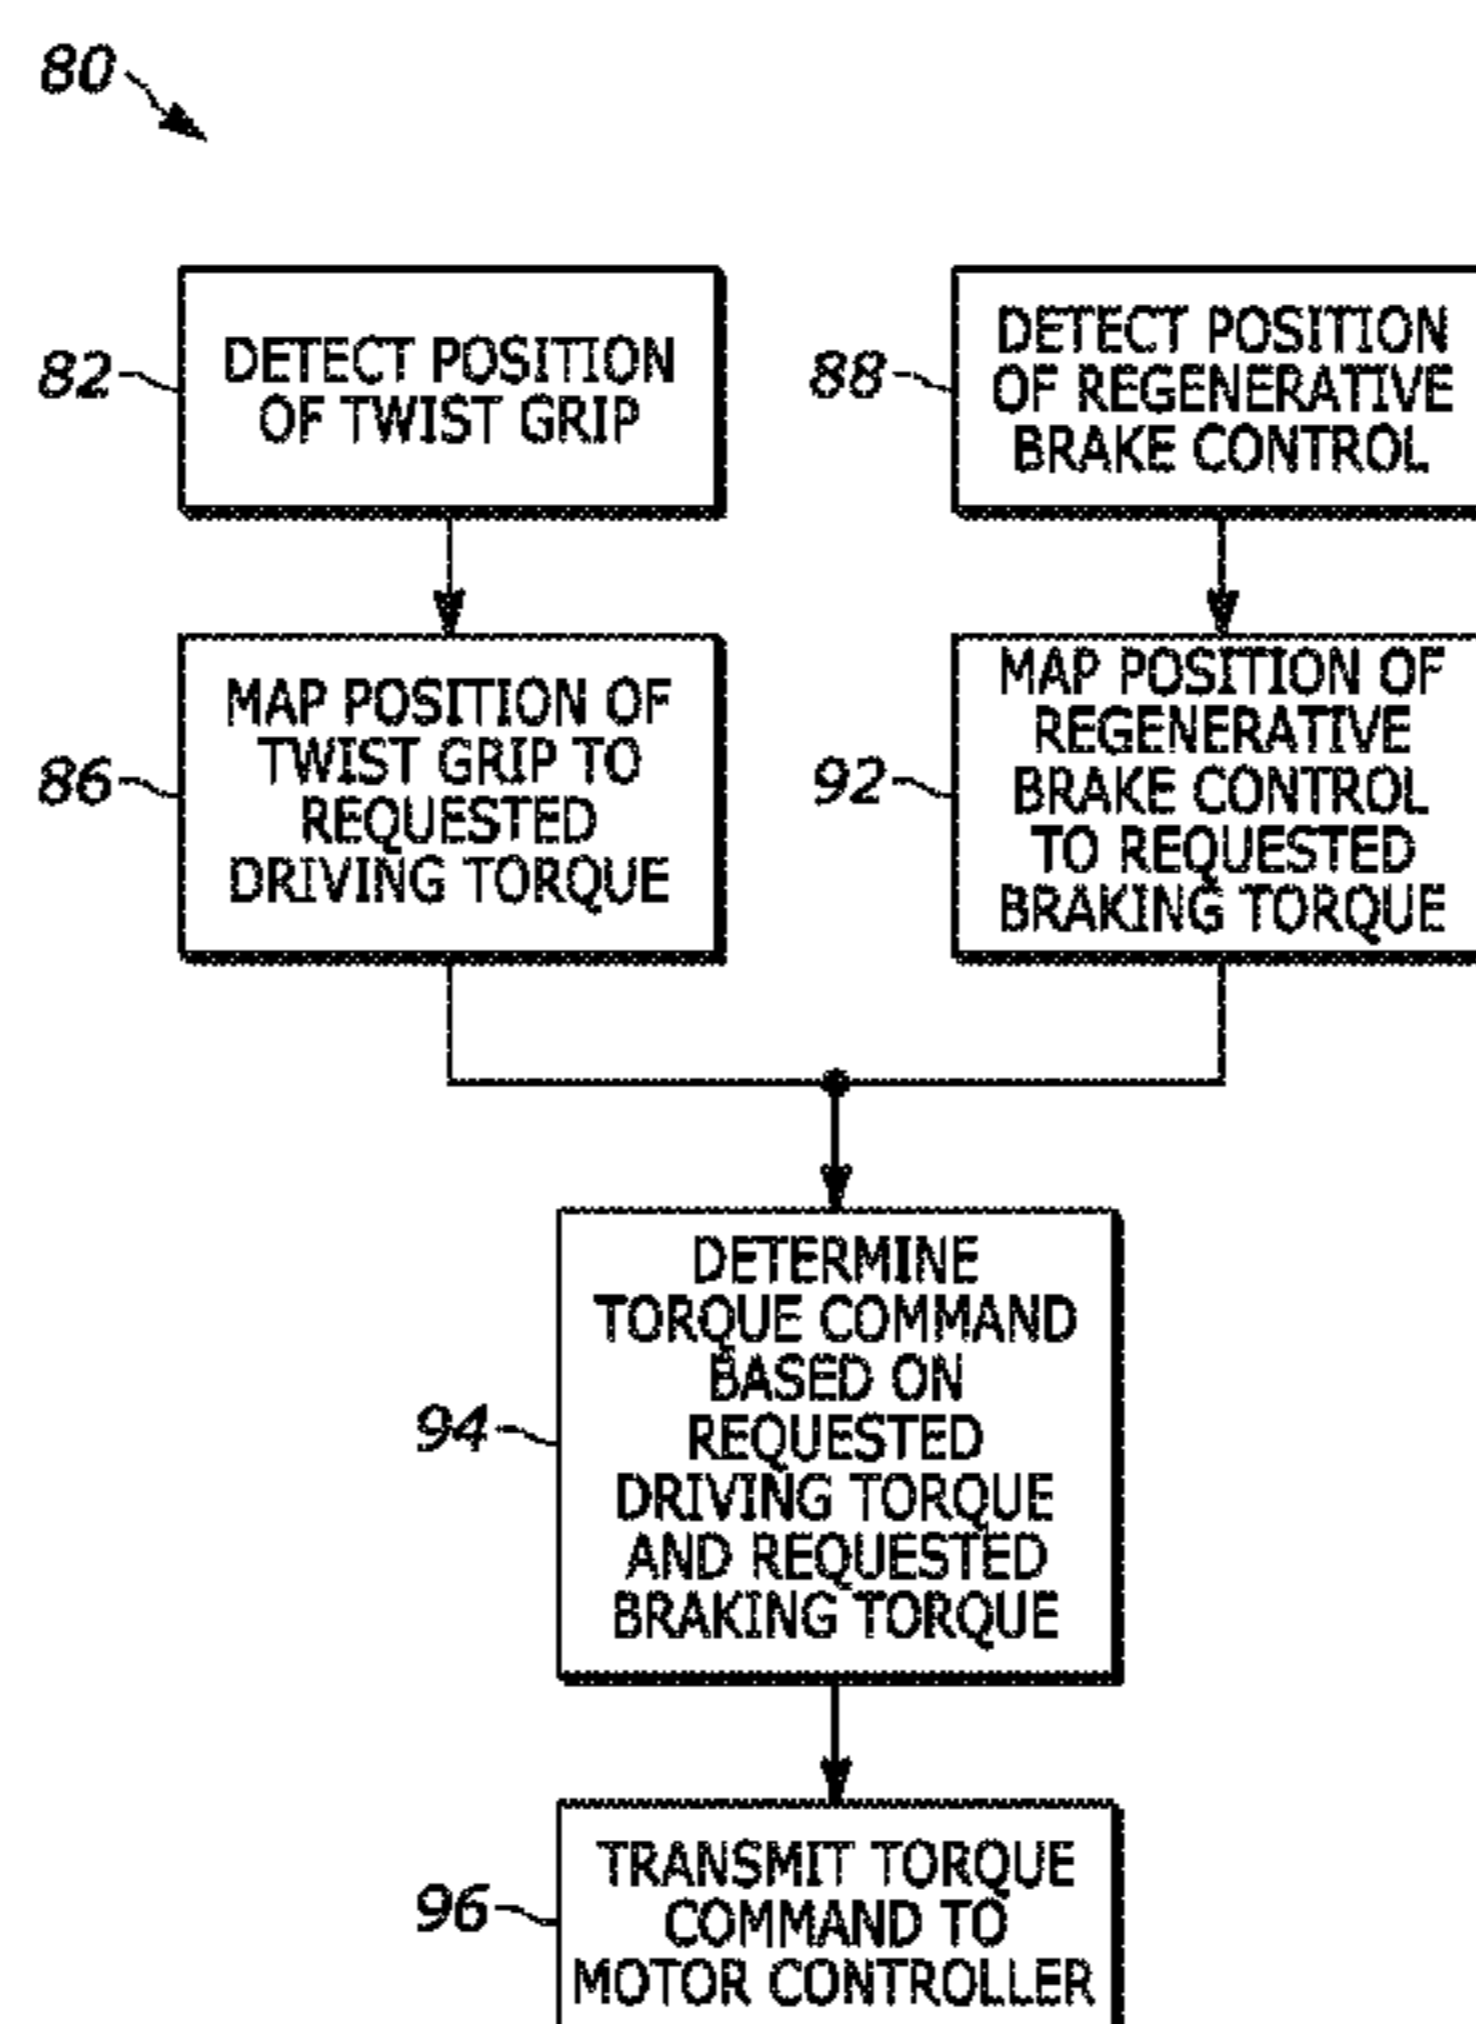 80
82
DETECT POSITION
OF TWIST GRIP
88
DETECT POSITION
OF REGENERATIVE
BRAKE CONTROL
86
MAP POSITION OF
TWIST GRIP TO
REQUESTED
DRIVING TORQUE
92
MAP POSITION OF
REGENERATIVE
BRAKE CONTROL
TO REQUESTED
BRAKING TORQUE
94
DETERMINE
TORQUE COMMAND
BASED ON
REQUESTED
DRIVING TORQUE
AND REQUESTED
BRAKING TORQUE
96
TRANSMIT TORQUE
COMMAND TO
MOTOR CONTROLLER